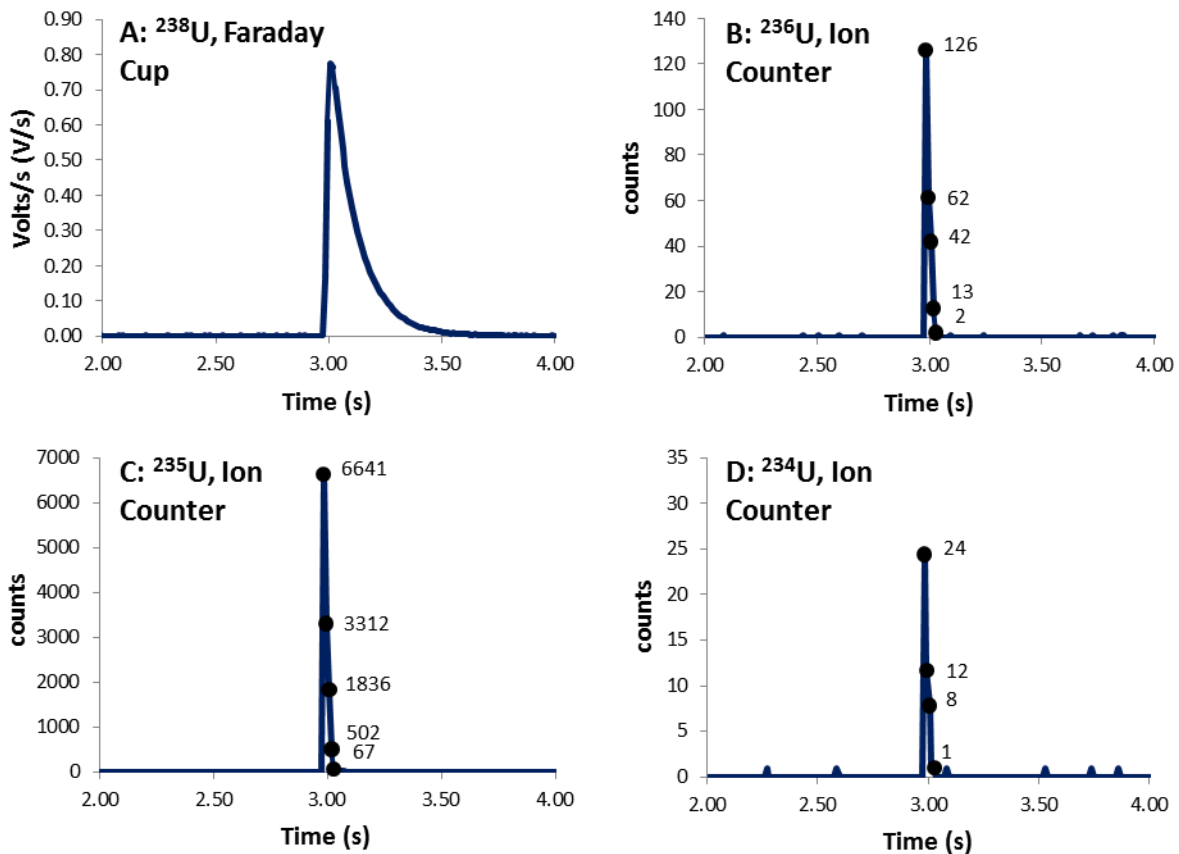 A: ²³⁸U, Faraday
Cup
Volts/s (V/s)
0.90
0.80
0.70
0.60
0.50
0.40
0.30
0.20
0.10
0.00
2.00 2.50 3.00 3.50 4.00
Time (s)
B: ²³⁶U, Ion
Counter
counts
140
120
100
80
60
40
20
0
126
62
42
13
2
2.00 2.50 3.00 3.50 4.00
Time (s)
C: ²³⁵U, Ion
Counter
counts
7000
6000
5000
4000
3000
2000
1000
0
6641
3312
1836
502
67
2.00 2.50 3.00 3.50 4.00
Time (s)
D: ²³⁴U, Ion
Counter
counts
35
30
25
20
15
10
5
0
24
12
8
1
2.00 2.50 3.00 3.50 4.00
Time (s)